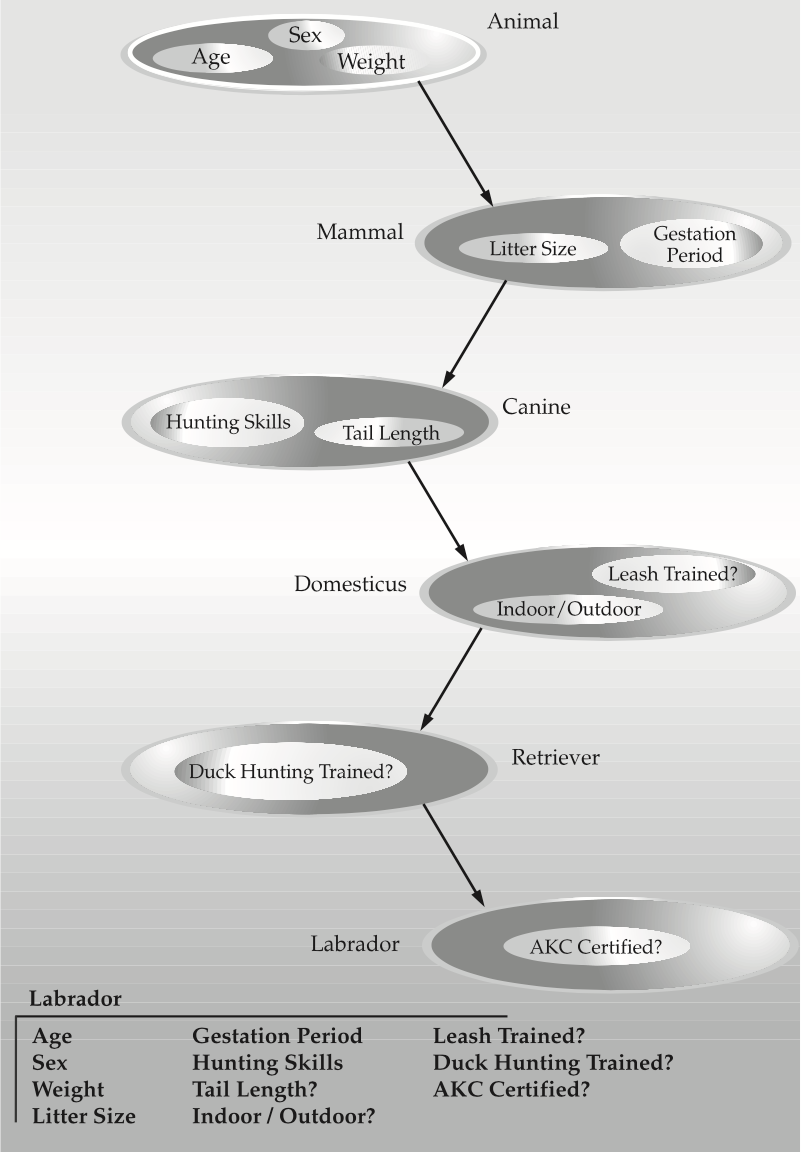 Animal
Sex
Age
Weight
Mammal
Litter Size
Gestation
Period
Canine
Hunting Skills
Tail Length
Domesticus
Leash Trained?
Indoor/Outdoor
Retriever
Duck Hunting Trained?
Labrador
AKC Certified?
Labrador
Age Gestation Period Leash Trained?
Sex Hunting Skills Duck Hunting Trained?
Weight Tail Length? AKC Certified?
Litter Size Indoor / Outdoor?